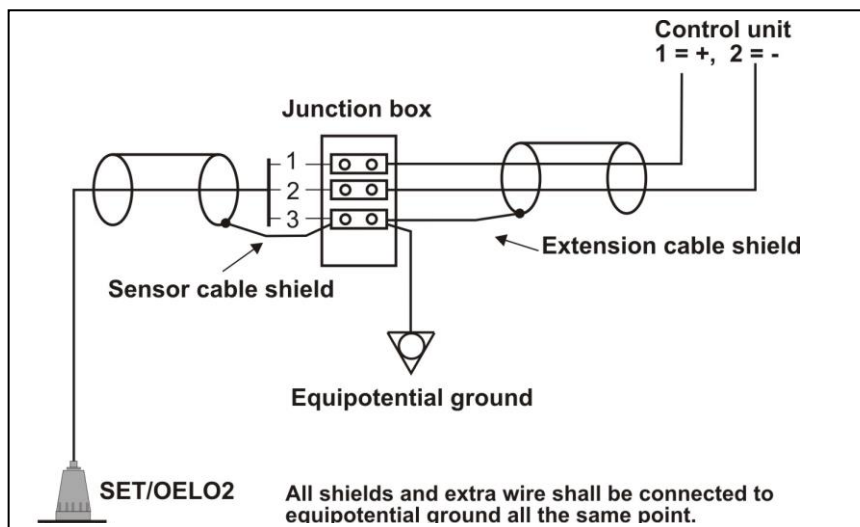 Control unit
1 = +, 2 = -
Junction box
1
2
3
Extension cable shield
Sensor cable shield
Equipotential ground
SET/OELO2
All shields and extra wire shall be connected to
equipotential ground all the same point.